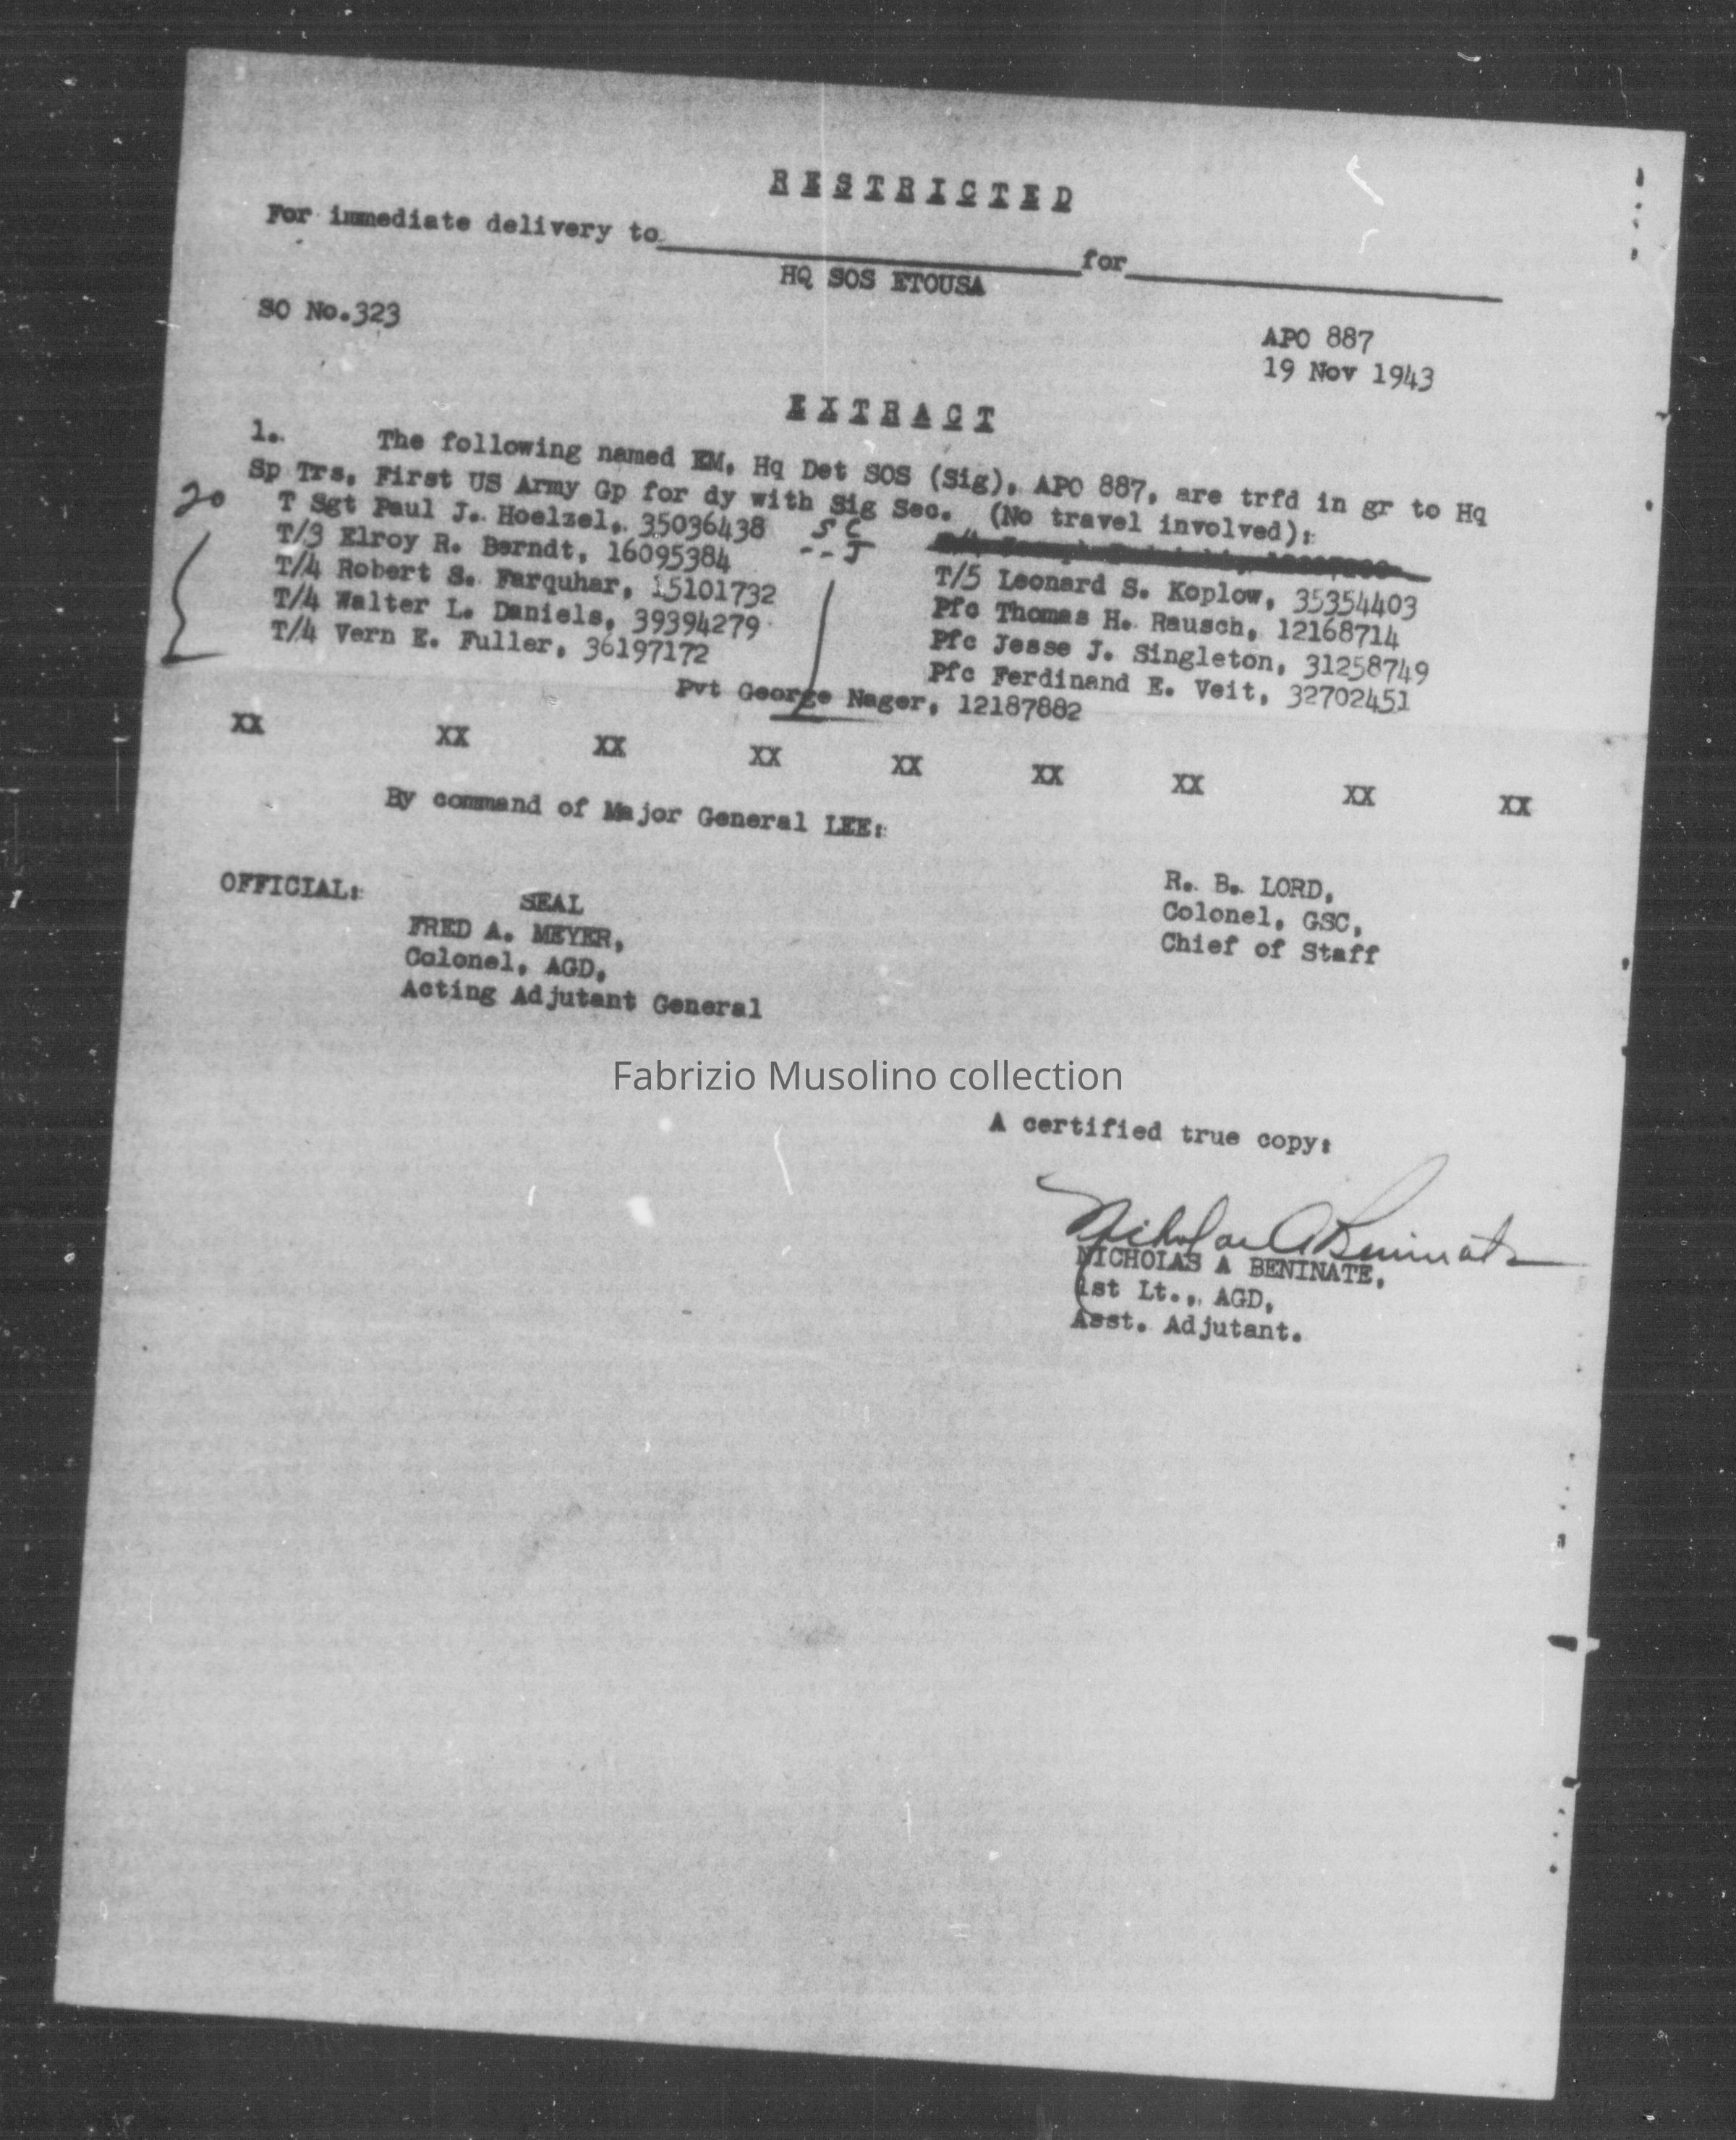 RESTRICTED
For immediate delivery to____________________for____________________
HQ SOS ETOUSA
SO No.323
APO 887
19 Nov 1943
EXTRACT
1. The following named EM, Hq Det SOS (Sig), APO 887, are trfd in gr to Hq
Sp Trs, First US Army Gp for dy with Sig Sec. (No travel involved):
20
T Sgt Paul J. Hoelzel, 35036438
T/3 Elroy R. Berndt, 16095384
T/4 Robert S. Farquhar, 15101732
T/4 Walter L. Daniels, 39394279
T/4 Vern E. Fuller, 36197172
S C
-- J
T/5 Leonard S. Koplow, 35354403
Pfc Thomas H. Rausch, 12168714
Pfc Jesse J. Singleton, 31258749
Pfc Ferdinand E. Veit, 32702451
Pvt George Nager, 12187882
XX XX XX XX XX XX XX XX XX
By command of Major General LEE:
OFFICIAL:
SEAL
FRED A. MEYER,
Colonel, AGD,
Acting Adjutant General
R. B. LORD,
Colonel, GSC,
Chief of Staff
Fabrizio Musolino collection
A certified true copy:
Nicholas A Beninate
NICHOLAS A BENINATE,
1st Lt., AGD,
Asst. Adjutant.